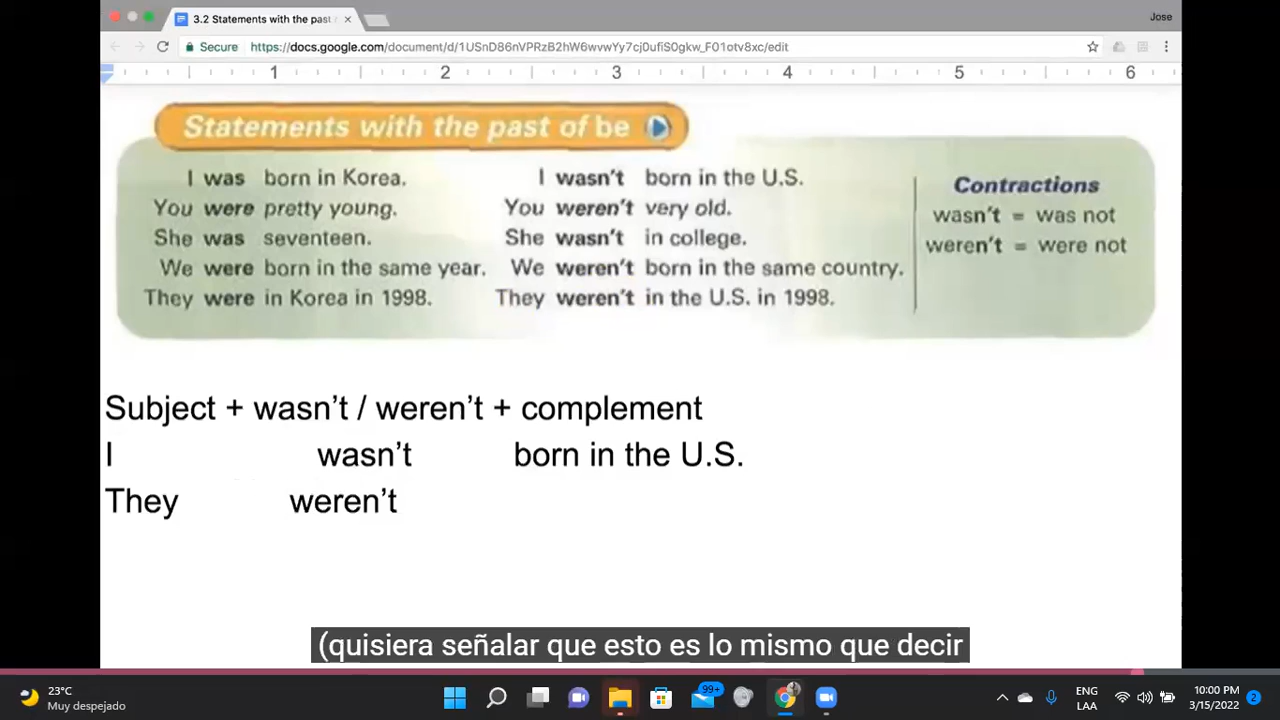 3.2 Statements with the past
Jose
Secure
https://docs.google.com/document/d/1USnD86nVPRzB2hW6wvwYy7cj0ufiS0gkw_F01otv8xc/edit
1 2 3 4 5 6
Statements with the past of be
I was born in Korea. I wasn't born in the U.S.
You were pretty young. You weren't very old.
She was seventeen. She wasn't in college.
We were born in the same year. We weren't born in the same country.
They were in Korea in 1998. They weren't in the U.S. in 1998.
Contractions
wasn't = was not
weren't = were not
Subject + wasn’t / weren’t + complement
I wasn’t born in the U.S.
They weren’t
(quisiera señalar que esto es lo mismo que decir
23°C
Muy despejado
99+
ENG
LAA
10:00 PM
3/15/2022
2